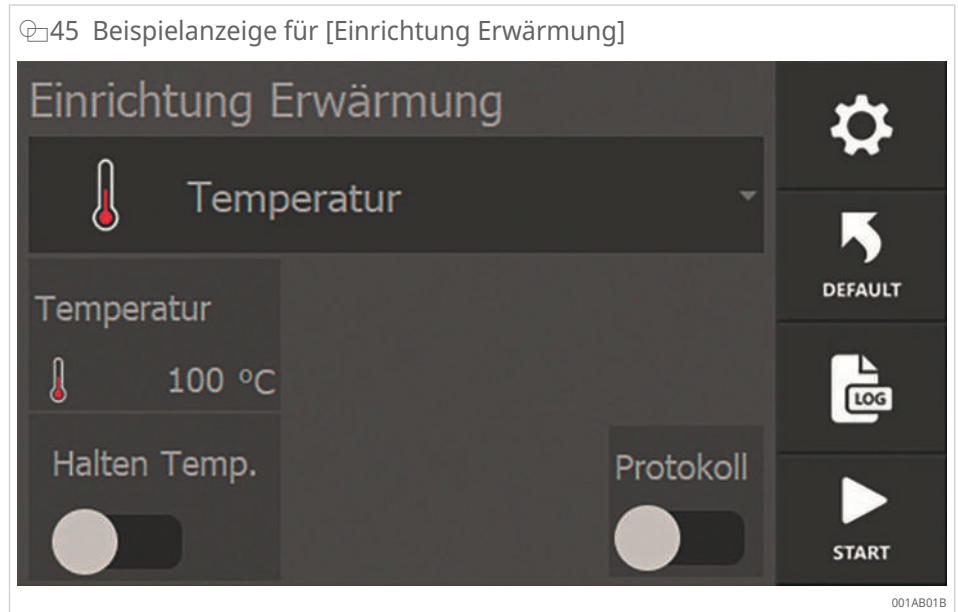 45 Beispielanzeige für [Einrichtung Erwärmung]
Einrichtung Erwärmung
Temperatur
DEFAULT
Temperatur
100 °C
LOG
Halten Temp.
Protokoll
START
001AB01B